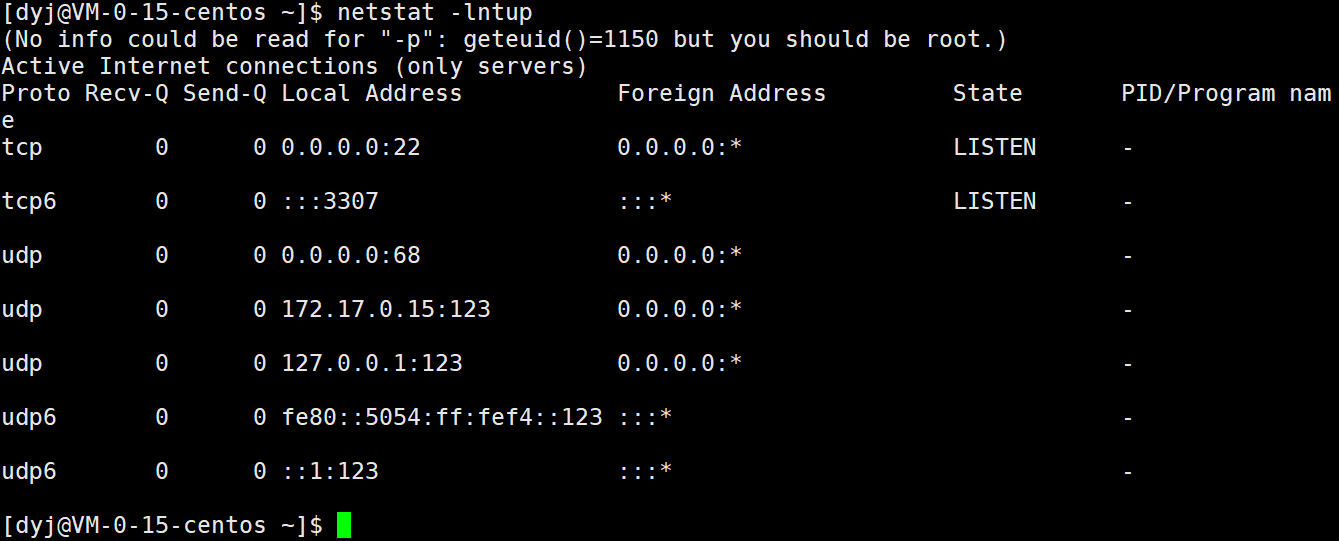 [dyj@VM-0-15-centos ~]$ netstat -lntup
(No info could be read for "-p": geteuid()=1150 but you should be root.)
Active Internet connections (only servers)
Proto Recv-Q Send-Q Local Address           Foreign Address         State       PID/Program nam
e
tcp        0      0 0.0.0.0:22              0.0.0.0:*               LISTEN      -
tcp6       0      0 :::3307                 :::*                    LISTEN      -
udp        0      0 0.0.0.0:68              0.0.0.0:*                           -
udp        0      0 172.17.0.15:123         0.0.0.0:*                           -
udp        0      0 127.0.0.1:123           0.0.0.0:*                           -
udp6       0      0 fe80::5054:ff:fef4::123 :::*                                -
udp6       0      0 ::1:123                 :::*                                -
[dyj@VM-0-15-centos ~]$